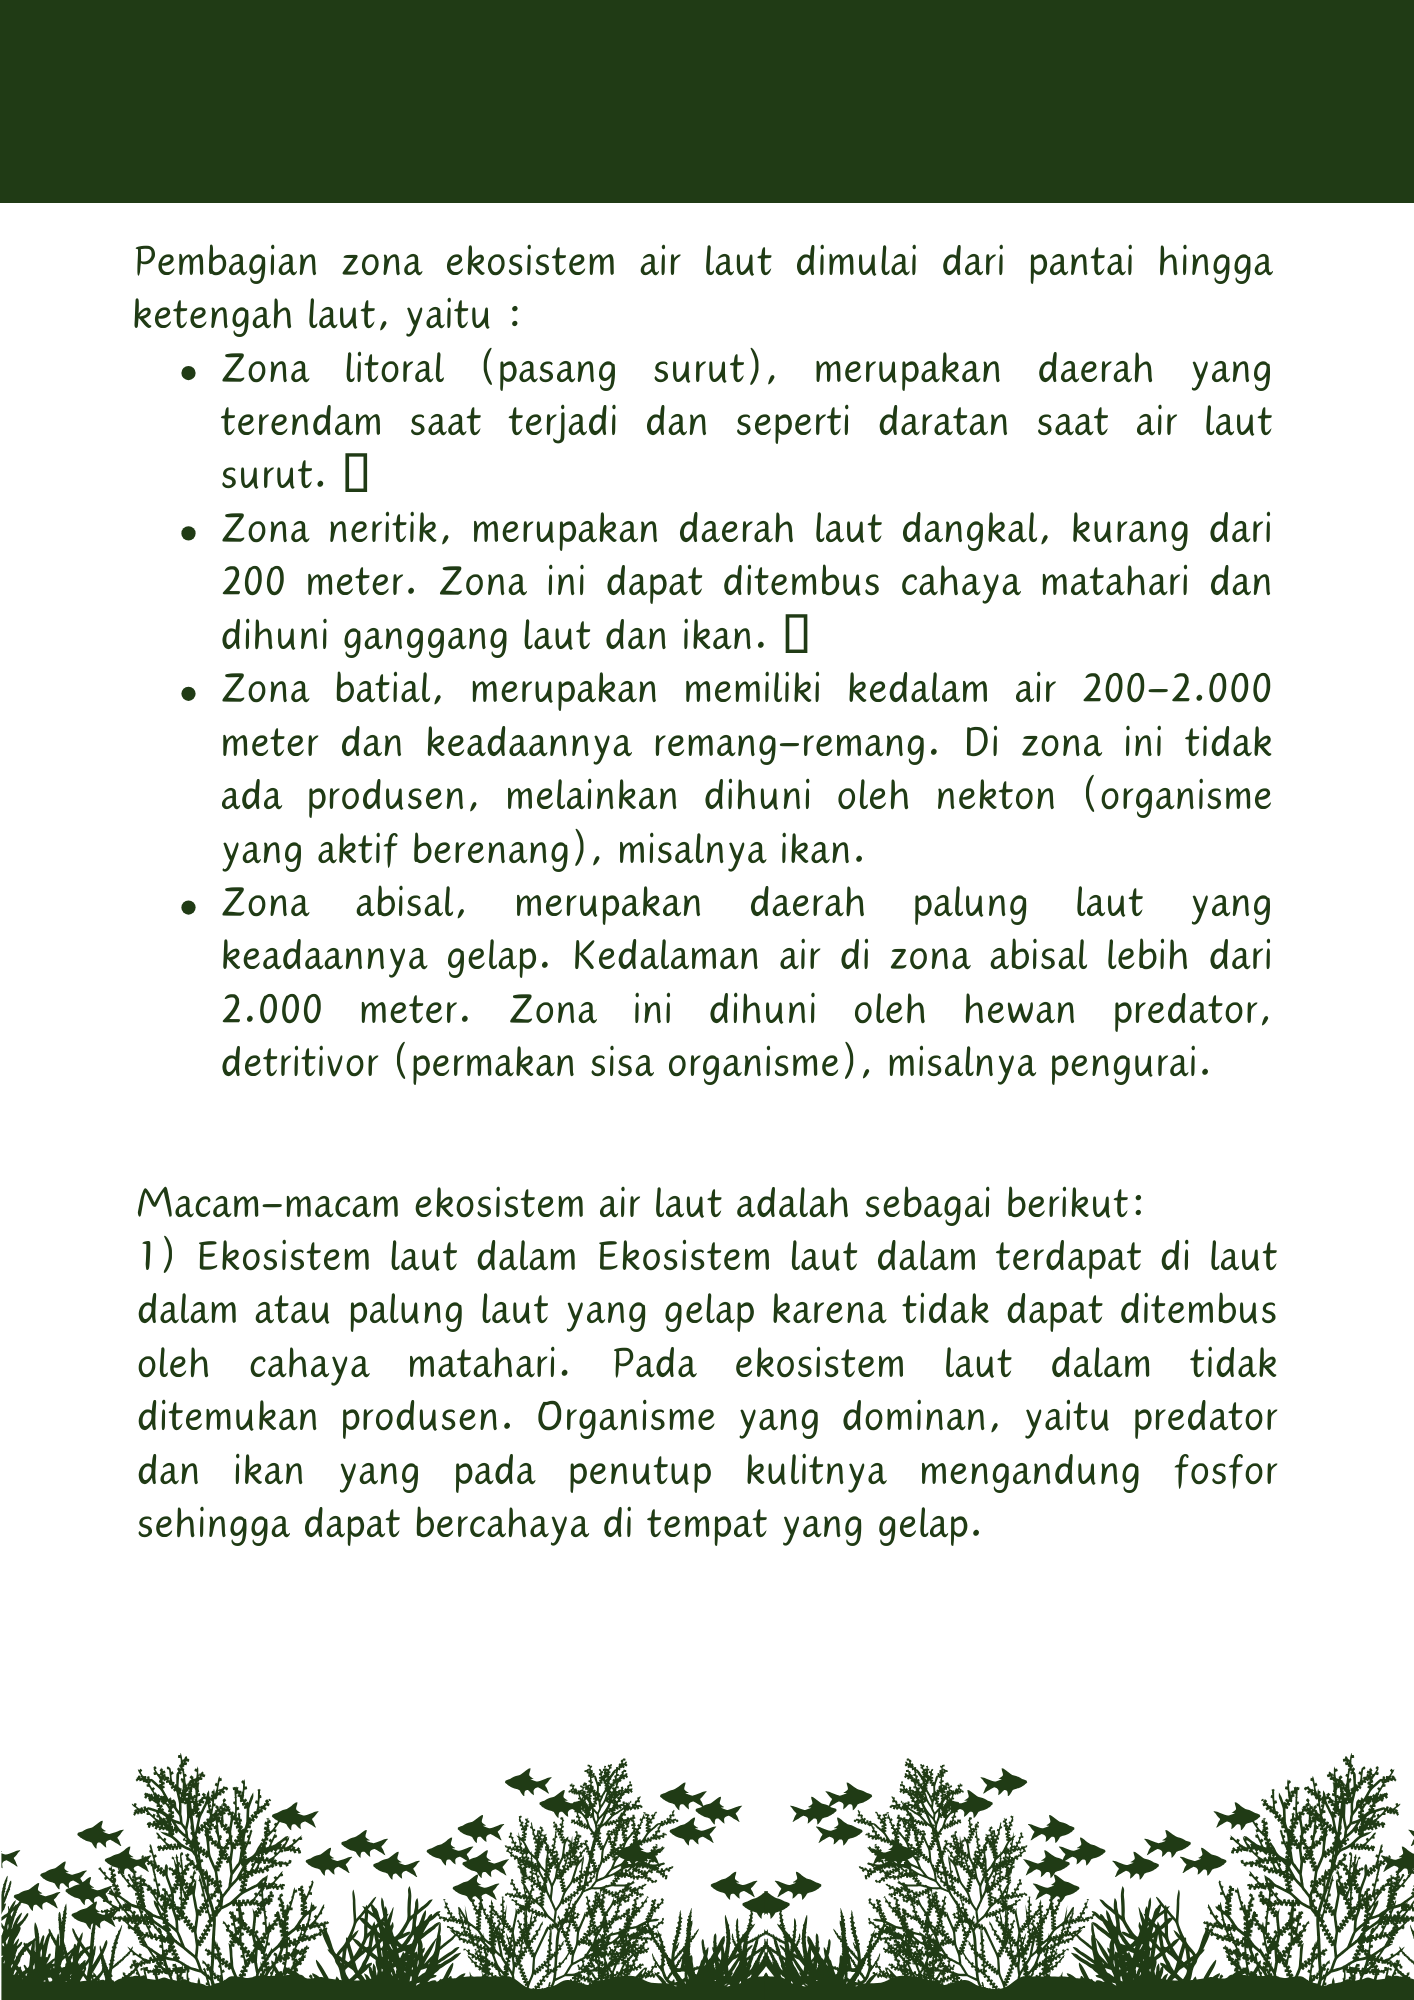 Pembagian zona ekosistem air laut dimulai dari pantai hingga
ketengah laut, yaitu :
• Zona litoral (pasang surut), merupakan daerah yang
terendam saat terjadi dan seperti daratan saat air laut
surut. 
• Zona neritik, merupakan daerah laut dangkal, kurang dari
200 meter. Zona ini dapat ditembus cahaya matahari dan
dihuni ganggang laut dan ikan. 
• Zona batial, merupakan memiliki kedalam air 200-2.000
meter dan keadaannya remang-remang. Di zona ini tidak
ada produsen, melainkan dihuni oleh nekton (organisme
yang aktif berenang), misalnya ikan.
• Zona abisal, merupakan daerah palung laut yang
keadaannya gelap. Kedalaman air di zona abisal lebih dari
2.000 meter. Zona ini dihuni oleh hewan predator,
detritivor (permakan sisa organisme), misalnya pengurai.
Macam-macam ekosistem air laut adalah sebagai berikut:
1) Ekosistem laut dalam Ekosistem laut dalam terdapat di laut
dalam atau palung laut yang gelap karena tidak dapat ditembus
oleh cahaya matahari. Pada ekosistem laut dalam tidak
ditemukan produsen. Organisme yang dominan, yaitu predator
dan ikan yang pada penutup kulitnya mengandung fosfor
sehingga dapat bercahaya di tempat yang gelap.